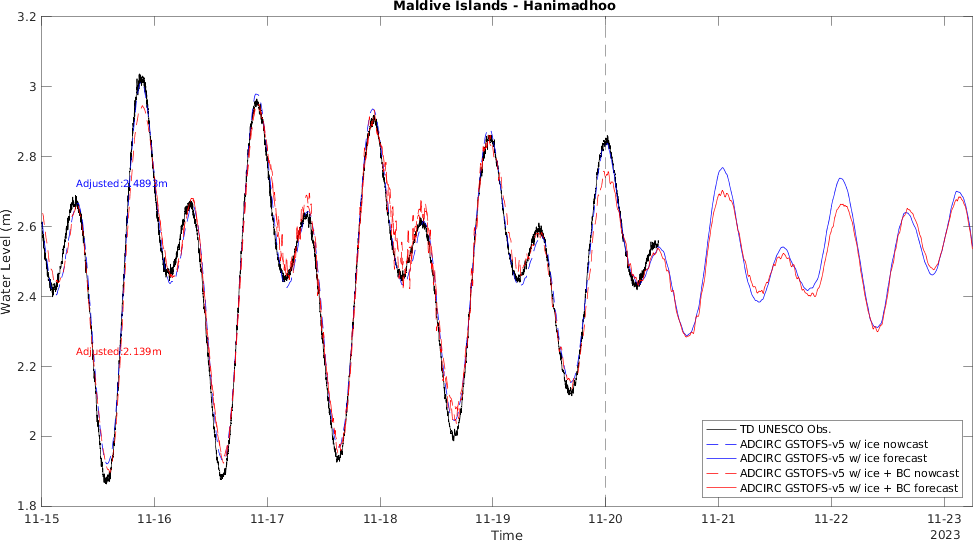 Maldive Islands - Hanimadhoo
3.2
3
2.8
2.6
2.4
2.2
2
1.8
Water Level (m)
Adjusted:2.4893m
Adjusted:2.139m
TD UNESCO Obs.
ADCIRC GSTOFS-v5 w/ ice nowcast
ADCIRC GSTOFS-v5 w/ ice forecast
ADCIRC GSTOFS-v5 w/ ice + BC nowcast
ADCIRC GSTOFS-v5 w/ ice + BC forecast
11-15 11-16 11-17 11-18 11-19 11-20 11-21 11-22 11-23
Time
2023